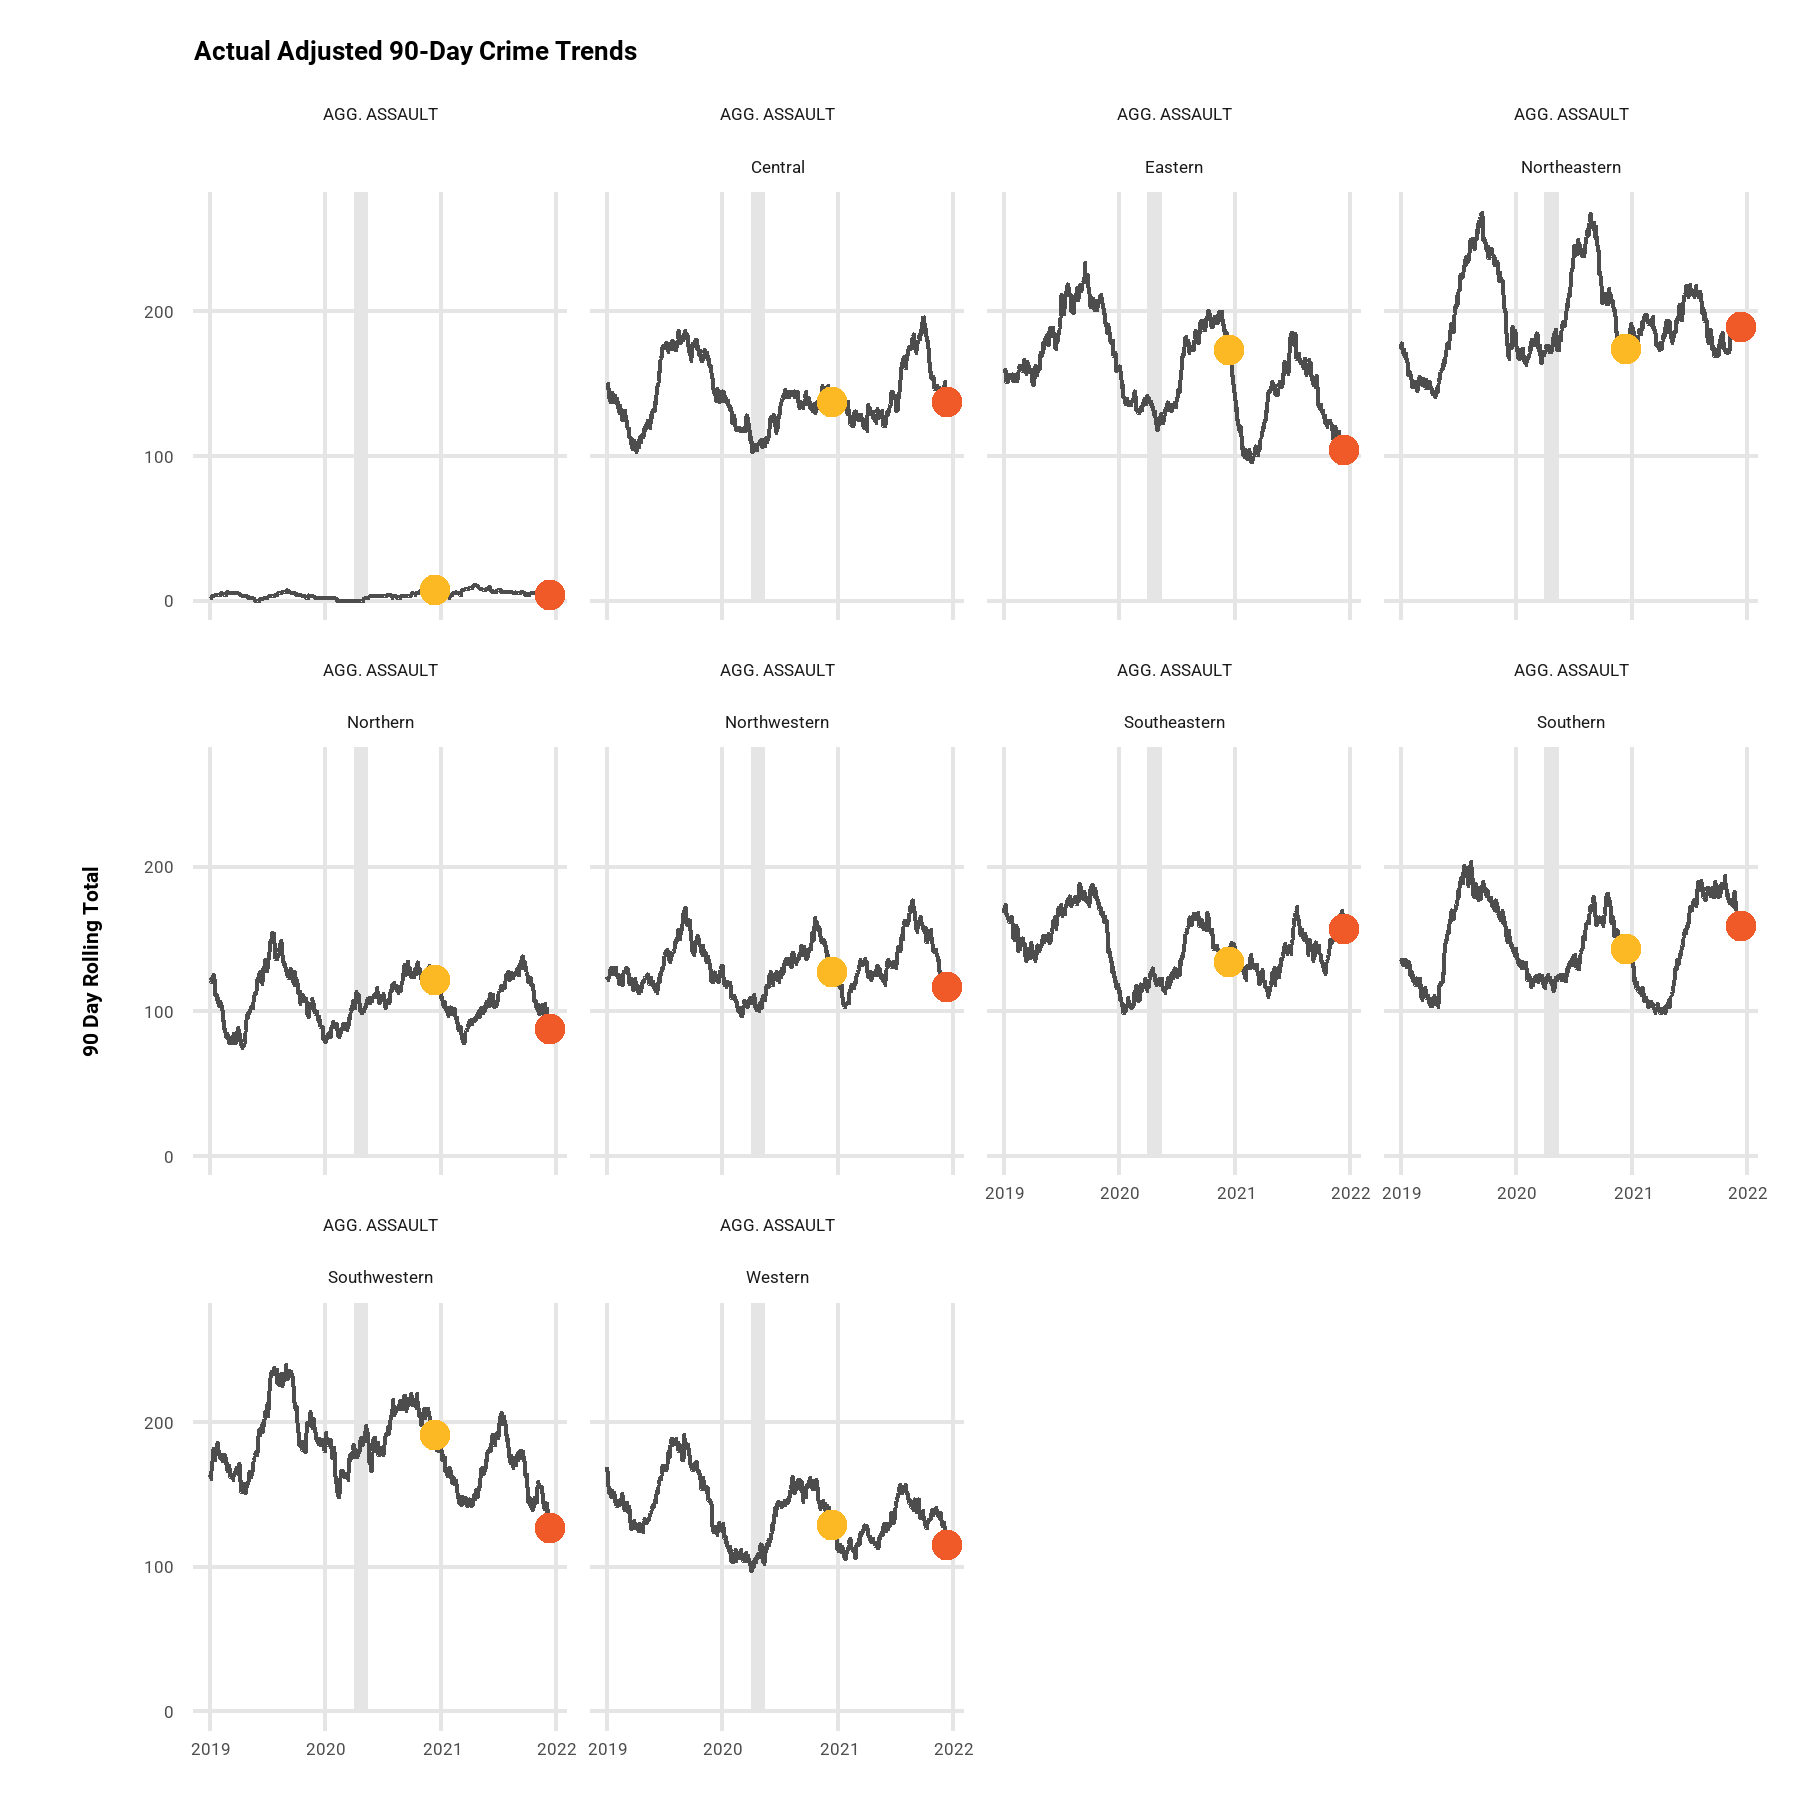 Actual Adjusted 90-Day Crime Trends
AGG. ASSAULT
AGG. ASSAULT
AGG. ASSAULT
AGG. ASSAULT
Central
Eastern
Northeastern
200
100
0
AGG. ASSAULT
AGG. ASSAULT
AGG. ASSAULT
AGG. ASSAULT
Northern
Northwestern
Southeastern
Southern
90 Day Rolling Total
200
100
0
2019
2020
2021
2022
2019
2020
2021
2022
AGG. ASSAULT
AGG. ASSAULT
Southwestern
Western
200
100
0
2019
2020
2021
2022
2019
2020
2021
2022